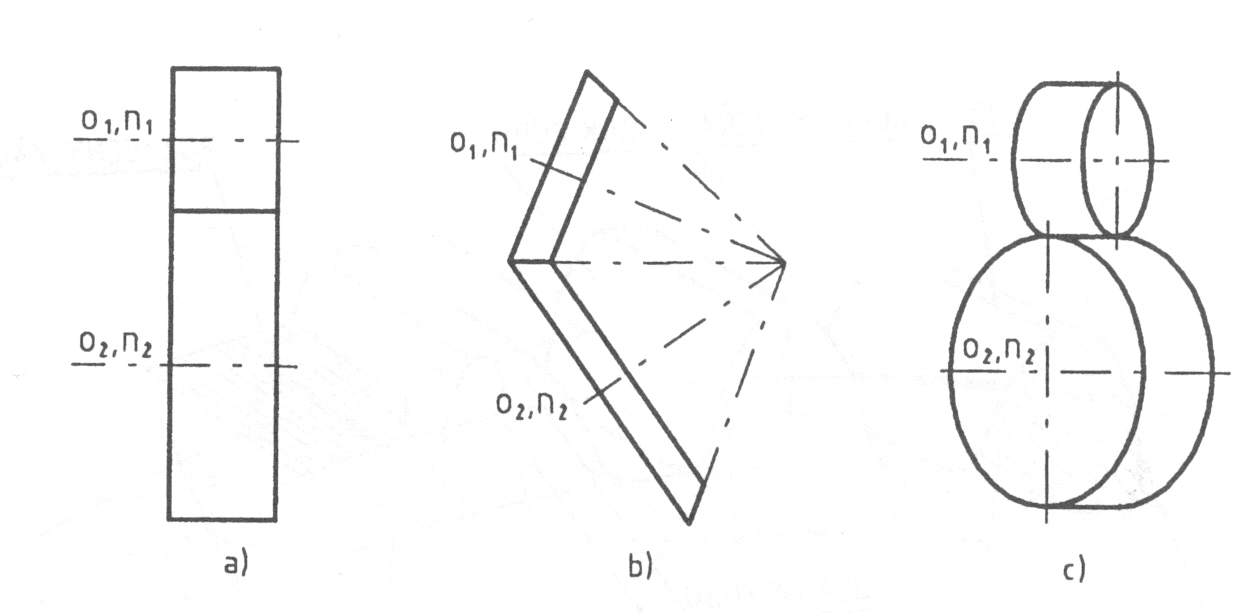 o₁,n₁
o₂,n₂
a)
o₁,n₁
o₂,n₂
b)
o₁,n₁
o₂,n₂
c)